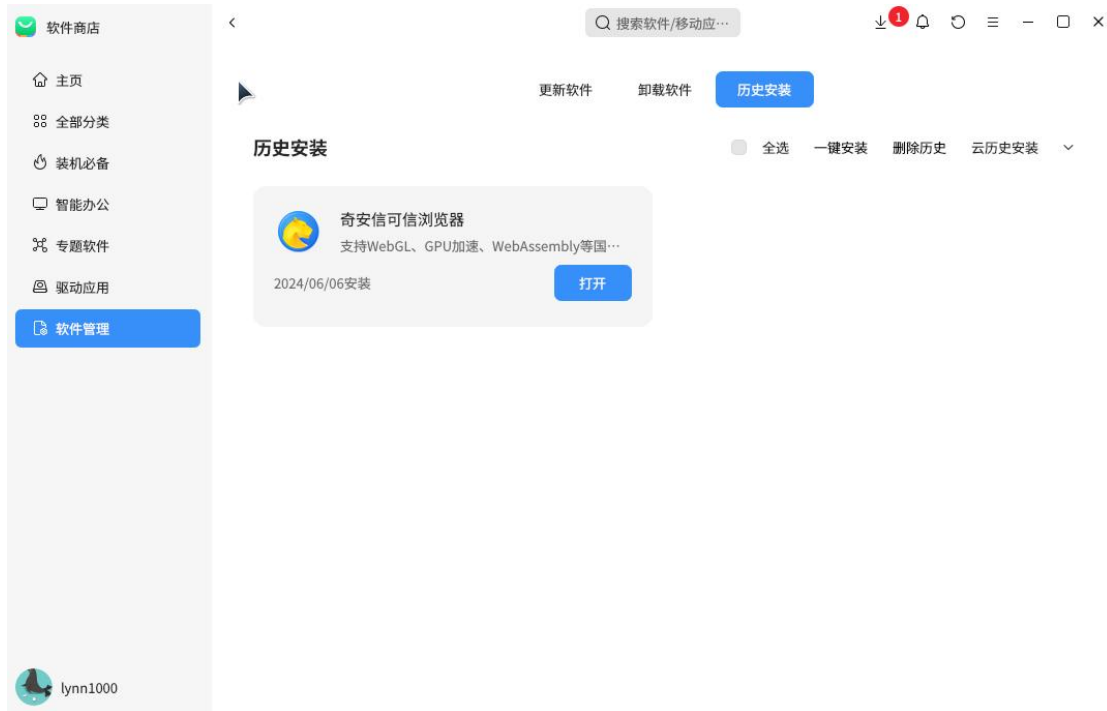 软件商店
搜索软件/移动应…
1
主页
全部分类
装机必备
智能办公
专题软件
驱动应用
软件管理
更新软件
卸载软件
历史安装
历史安装
全选
一键安装
删除历史
云历史安装
奇安信可信浏览器
支持WebGL、GPU加速、WebAssembly等国…
2024/06/06安装
打开
lynn1000